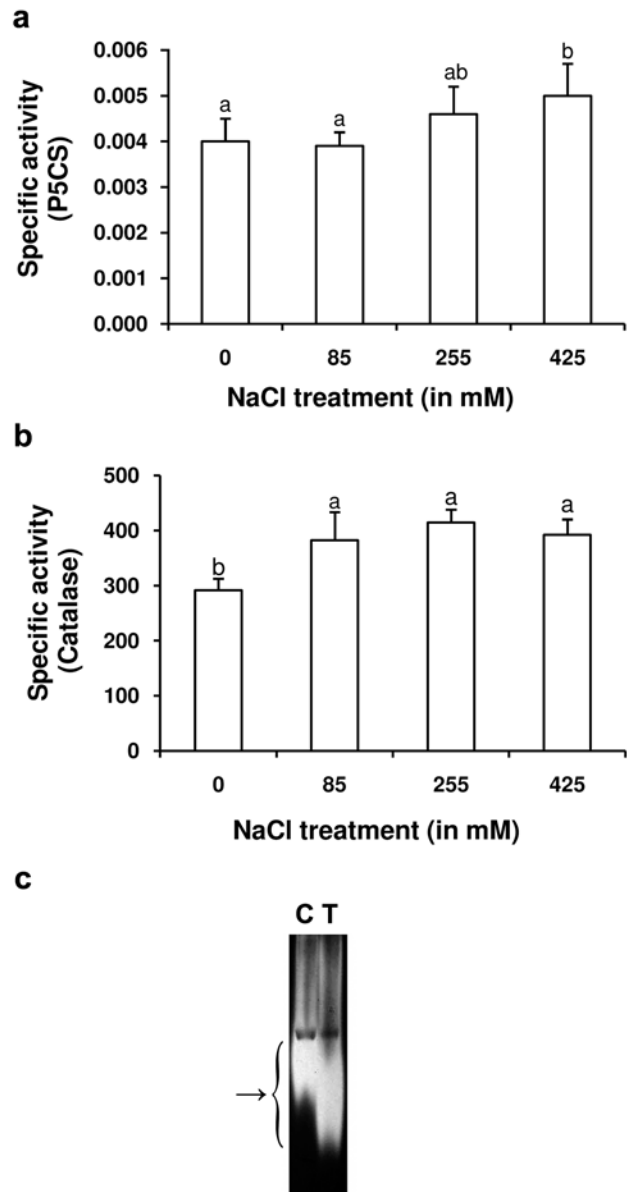 a
Specific activity
(P5CS)
0.006
0.005
0.004
0.003
0.002
0.001
0.000
a
a
ab
b
0
85
255
425
NaCl treatment (in mM)
b
Specific activity
(Catalase)
500
400
300
200
100
0
b
a
a
a
0
85
255
425
NaCl treatment (in mM)
c
C T